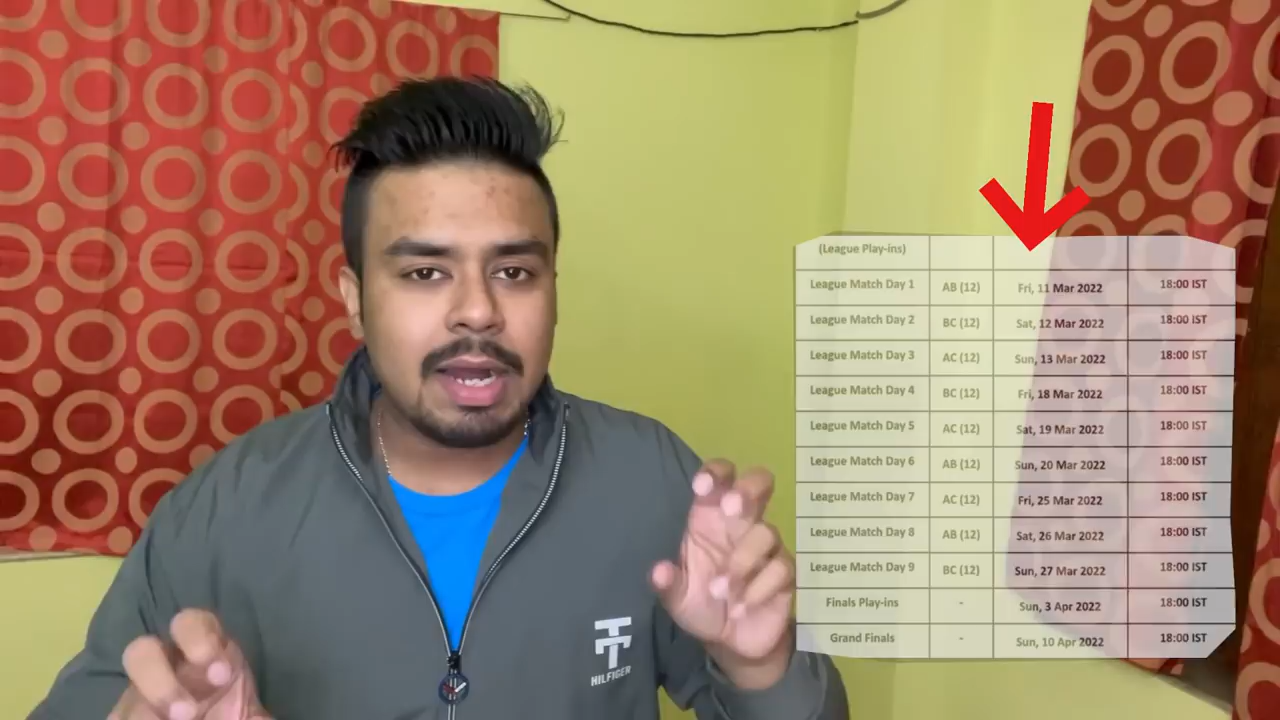 (League Play-ins)
League Match Day 1 AB (12) Fri, 11 Mar 2022 18:00 IST
League Match Day 2 BC (12) Sat, 12 Mar 2022 18:00 IST
League Match Day 3 AC (12) Sun, 13 Mar 2022 18:00 IST
League Match Day 4 BC (12) Fri, 18 Mar 2022 18:00 IST
League Match Day 5 AC (12) Sat, 19 Mar 2022 18:00 IST
League Match Day 6 AB (12) Sun, 20 Mar 2022 18:00 IST
League Match Day 7 AC (12) Fri, 25 Mar 2022 18:00 IST
League Match Day 8 AB (12) Sat, 26 Mar 2022 18:00 IST
League Match Day 9 BC (12) Sun, 27 Mar 2022 18:00 IST
Finals Play-ins - Sun, 3 Apr 2022 18:00 IST
Grand Finals - Sun, 10 Apr 2022 18:00 IST
HILFIGER